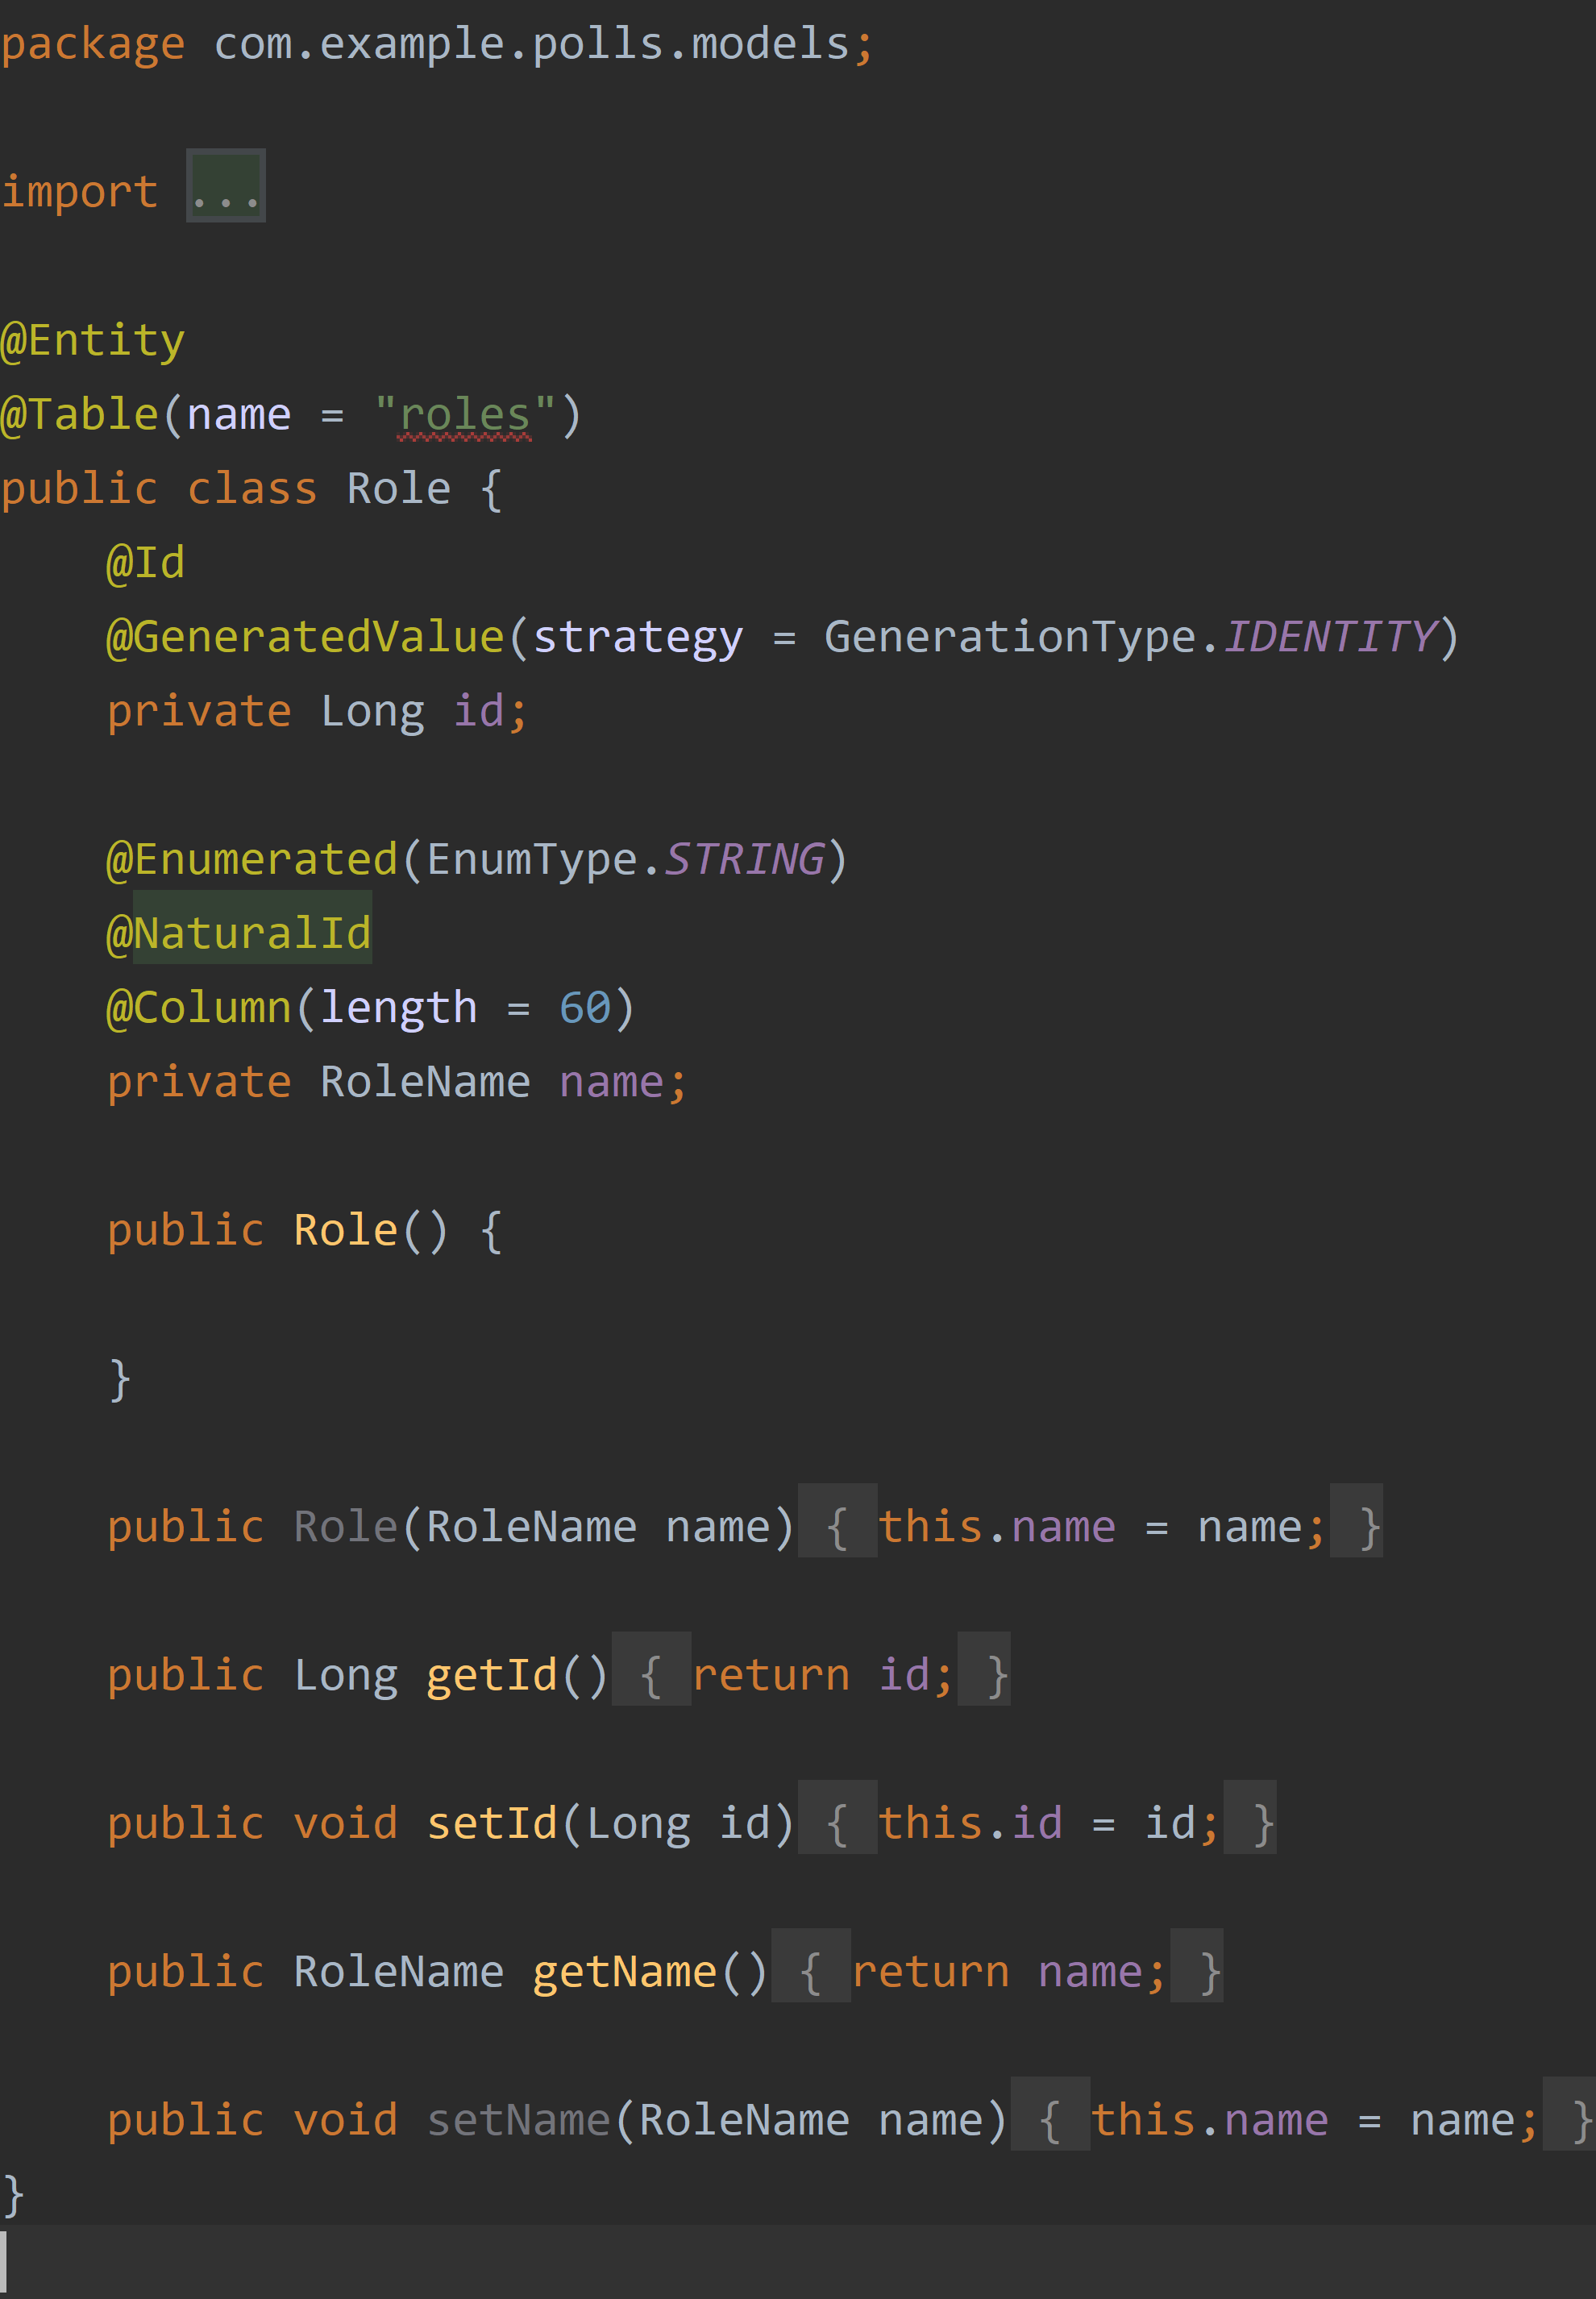 package com.example.polls.models;
import ...
@Entity
@Table(name = "roles")
public class Role {
@Id
@GeneratedValue(strategy = GenerationType.IDENTITY)
private Long id;
@Enumerated(EnumType.STRING)
@NaturalId
@Column(length = 60)
private RoleName name;
public Role() {
}
public Role(RoleName name) { this.name = name; }
public Long getId() { return id; }
public void setId(Long id) { this.id = id; }
public RoleName getName() { return name; }
public void setName(RoleName name) { this.name = name; }
}